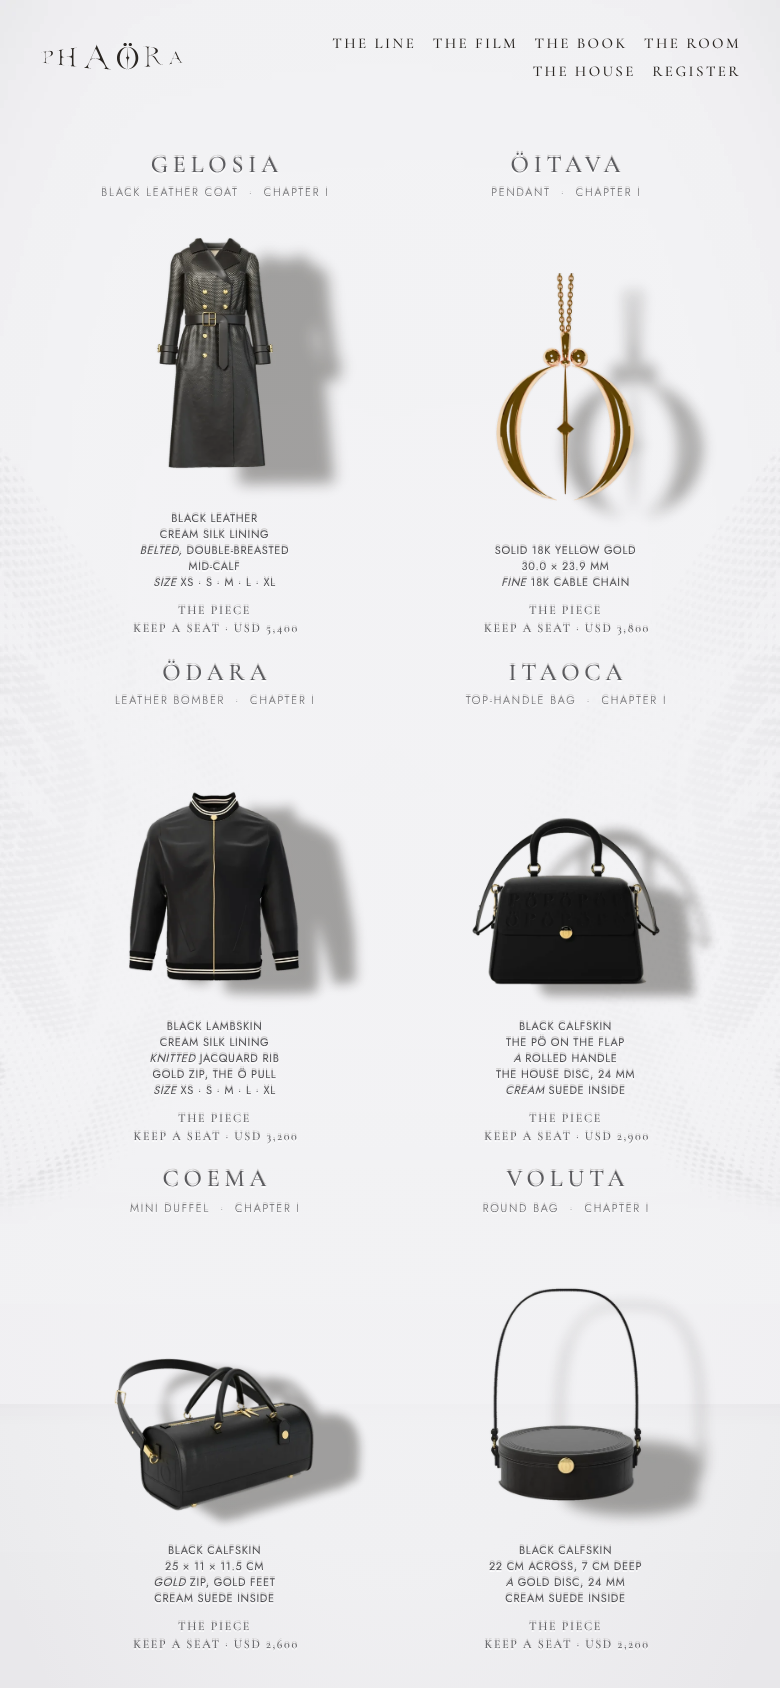 PHAÖRA
THE LINE THE FILM THE BOOK THE ROOM
THE HOUSE REGISTER
GELOSIA
BLACK LEATHER COAT · CHAPTER I
BLACK LEATHER
CREAM SILK LINING
BELTED, DOUBLE-BREASTED
MID-CALF
SIZE XS · S · M · L · XL
THE PIECE
KEEP A SEAT · USD 5,400
ÖITAVA
PENDANT · CHAPTER I
SOLID 18K YELLOW GOLD
30.0 × 23.9 MM
FINE 18K CABLE CHAIN
THE PIECE
KEEP A SEAT · USD 3,800
ÖDARA
LEATHER BOMBER · CHAPTER I
BLACK LAMBSKIN
CREAM SILK LINING
KNITTED JACQUARD RIB
GOLD ZIP, THE Ö PULL
SIZE XS · S · M · L · XL
THE PIECE
KEEP A SEAT · USD 3,200
ITAOCA
TOP-HANDLE BAG · CHAPTER I
BLACK CALFSKIN
THE PÖ ON THE FLAP
A ROLLED HANDLE
THE HOUSE DISC, 24 MM
CREAM SUEDE INSIDE
THE PIECE
KEEP A SEAT · USD 2,900
COEMA
MINI DUFFEL · CHAPTER I
BLACK CALFSKIN
25 × 11 × 11.5 CM
GOLD ZIP, GOLD FEET
CREAM SUEDE INSIDE
THE PIECE
KEEP A SEAT · USD 2,600
VOLUTA
ROUND BAG · CHAPTER I
BLACK CALFSKIN
22 CM ACROSS, 7 CM DEEP
A GOLD DISC, 24 MM
CREAM SUEDE INSIDE
THE PIECE
KEEP A SEAT · USD 2,200